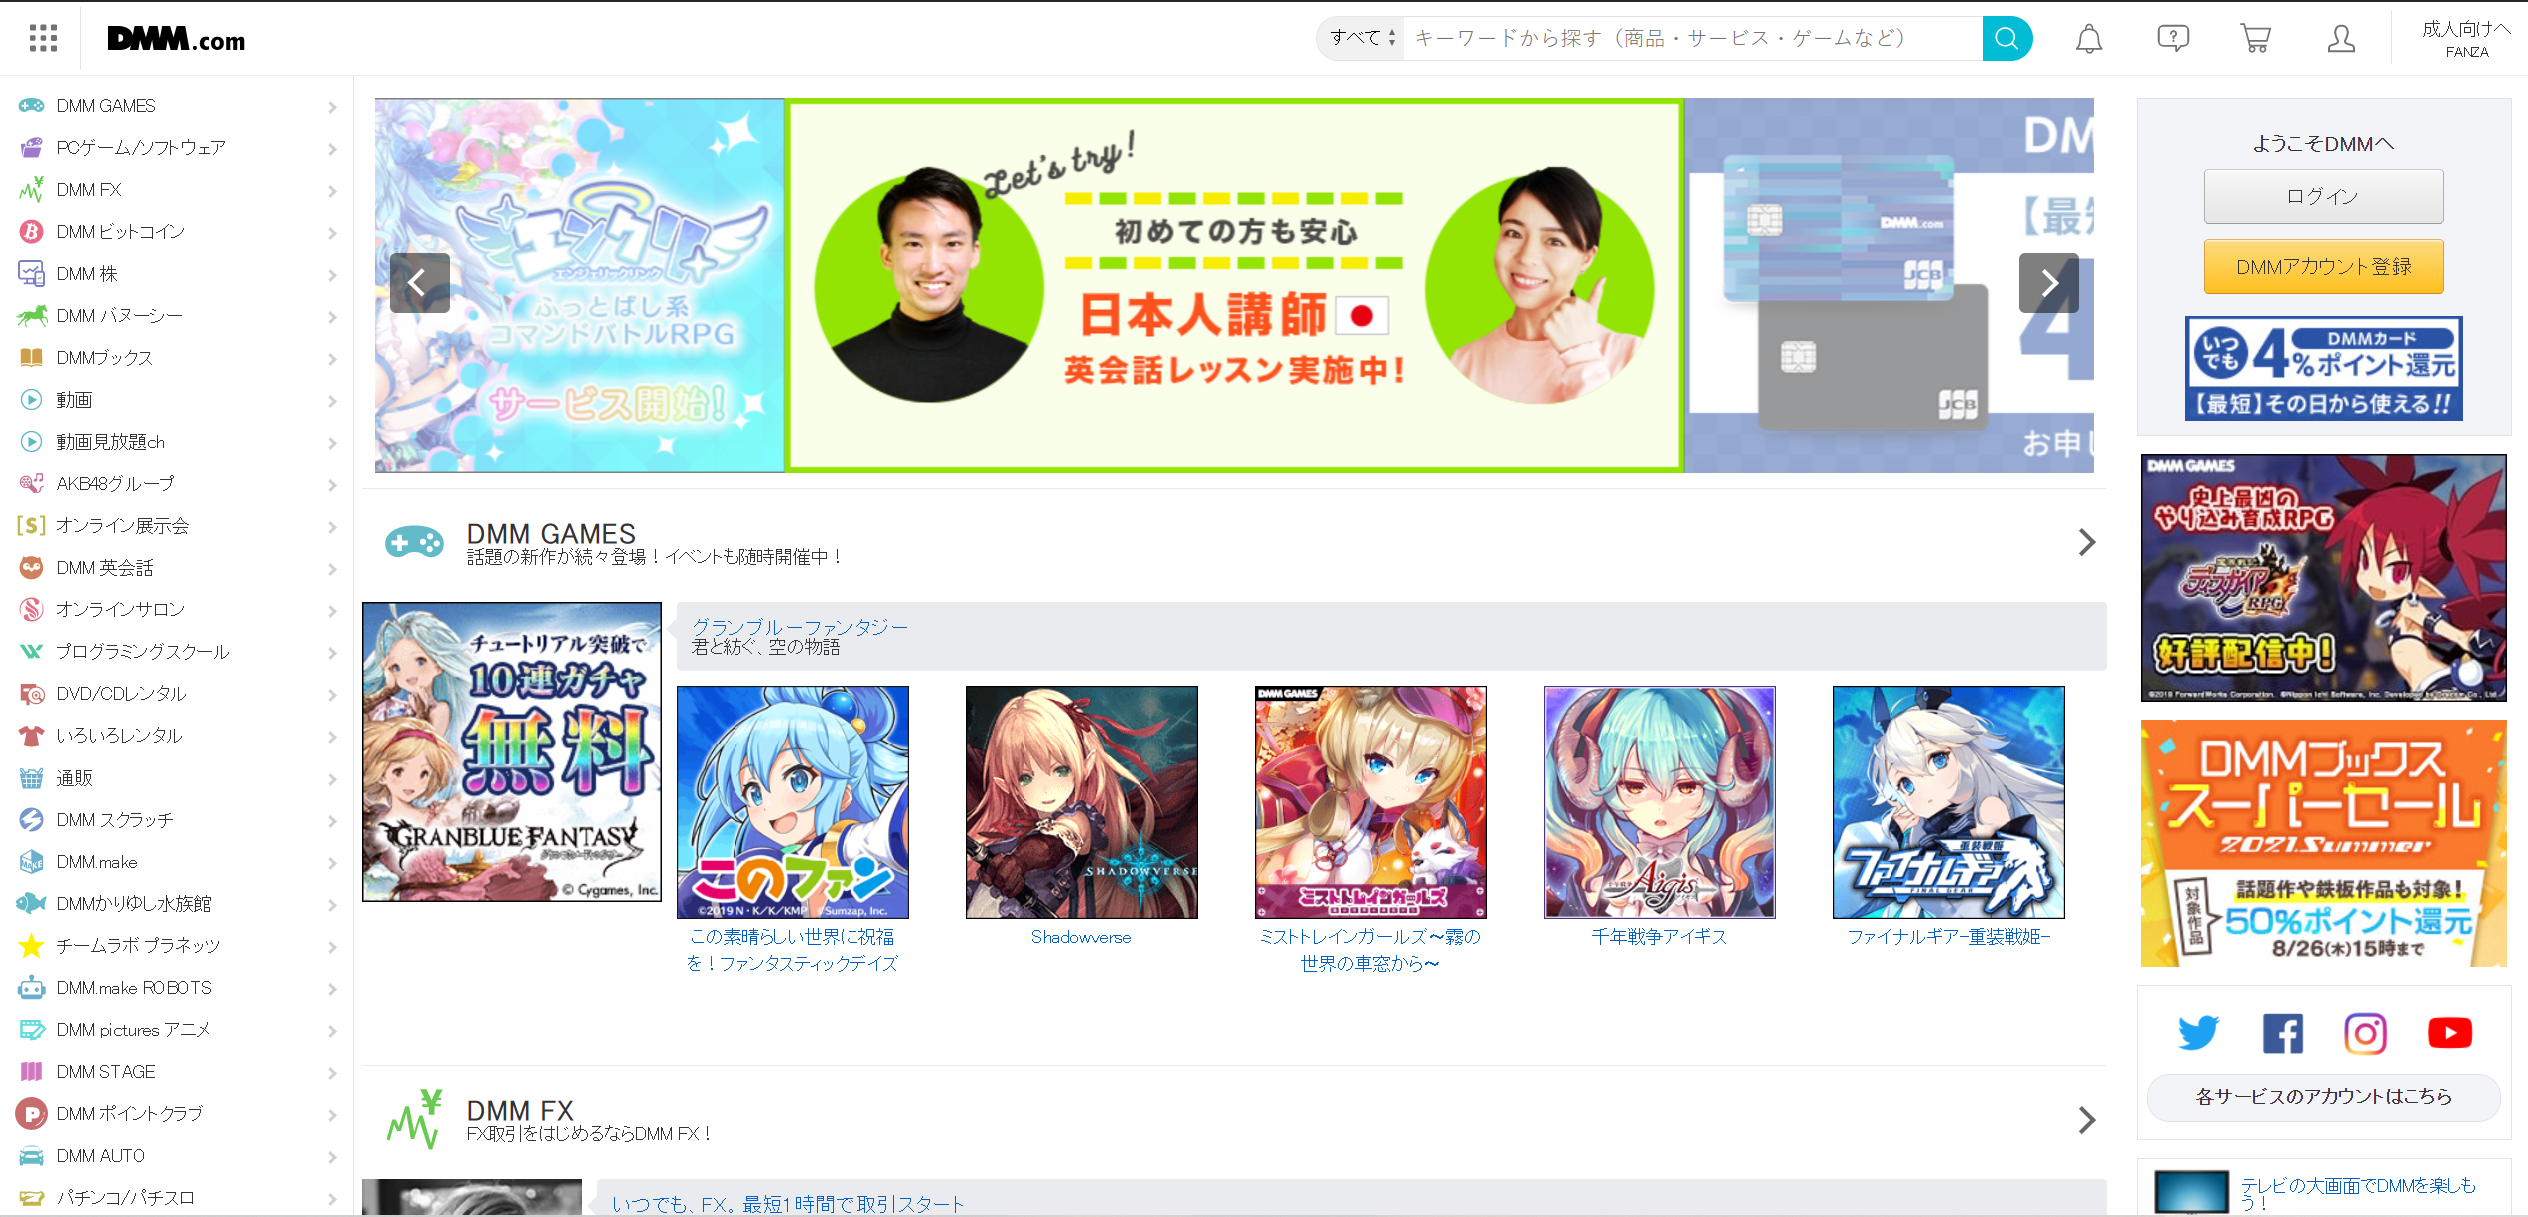 DMM.com
すべて
キーワードから探す（商品・サービス・ゲームなど）
成人向けへ
FANZA
DMM GAMES
PCゲーム/ソフトウェア
DMM FX
DMM ビットコイン
DMM 株
DMM バヌーシー
DMMブックス
動画
動画見放題ch
AKB48グループ
オンライン展示会
DMM 英会話
オンラインサロン
プログラミングスクール
DVD/CDレンタル
いろいろレンタル
通販
DMM スクラッチ
DMM.make
DMMかりゆし水族館
チームラボ プラネッツ
DMM.make ROBOTS
DMM pictures アニメ
DMM STAGE
DMM ポイントクラブ
DMM AUTO
パチンコ/パチスロ
エンクリ
エンジェリックリンク
ふっとばし系
コマンドバトルRPG
サービス開始!
Let's try!
初めての方も安心
日本人講師
英会話レッスン実施中!
DM
【最短
DMM.com
JCB
4
JCB
お申し
DMM GAMES
話題の新作が続々登場！イベントも随時開催中！
チュートリアル突破で
10連ガチャ
無料
GRANBLUE FANTASY
© Cygames, Inc.
グランブルーファンタジー
君と紡ぐ、空の物語
このファン
©2019 N・K/K/KMP ©Sumzap, Inc.
この素晴らしい世界に祝福
を！ファンタスティックデイズ
SHADOWVERSE
Shadowverse
DMM GAMES
ミストトレインガールズ
ミストトレインガールズ～霧の
世界の車窓から～
千年戦争
Aigis
千年戦争アイギス
重装戦姫
ファイナルギア
FINAL GEAR
ファイナルギア-重装戦姫-
DMM FX
FX取引をはじめるならDMM FX！
いつでも、FX。最短1時間で取引スタート
ようこそDMMへ
ログイン
DMMアカウント登録
いつでも
DMMカード
4%ポイント還元
【最短】その日から使える!!
DMM GAMES
史上最凶の
やり込み育成RPG
魔界戦記
ディスガイア
RPG
好評配信中!
©2019 ForwardWorks Corporation. ©Nippon Ichi Software, Inc.
DMMブックス
スーパーセール
2021.Summer
対象作品
話題作や鉄板作品も対象!
50%ポイント還元
8/26(木)15時まで
各サービスのアカウントはこちら
テレビの大画面でDMMを楽しも
う！